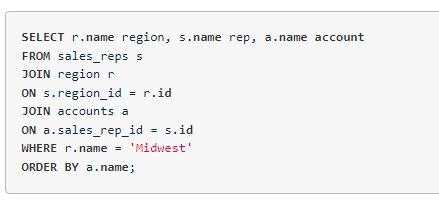 SELECT r.name region, s.name rep, a.name account
FROM sales_reps s
JOIN region r
ON s.region_id = r.id
JOIN accounts a
ON a.sales_rep_id = s.id
WHERE r.name = 'Midwest'
ORDER BY a.name;